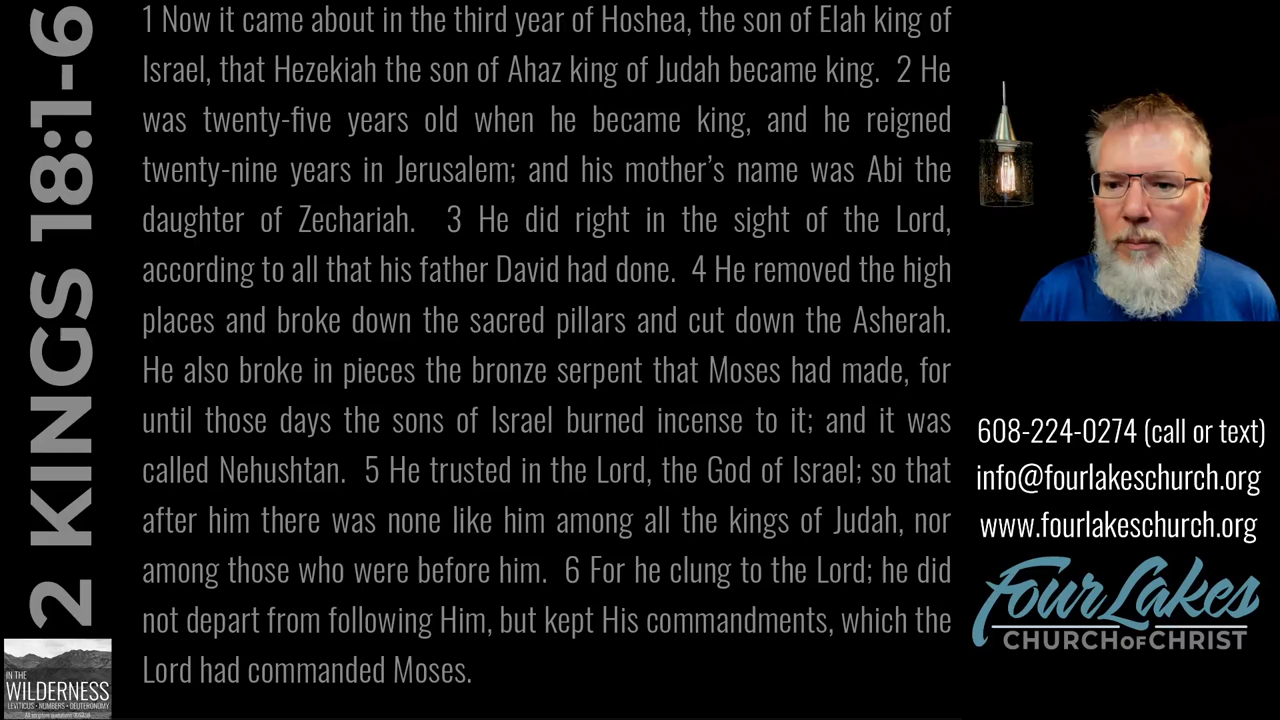 2 KINGS 18:1-6
1 Now it came about in the third year of Hoshea, the son of Elah king of
Israel, that Hezekiah the son of Ahaz king of Judah became king. 2 He
was twenty-five years old when he became king, and he reigned
twenty-nine years in Jerusalem; and his mother’s name was Abi the
daughter of Zechariah. 3 He did right in the sight of the Lord,
according to all that his father David had done. 4 He removed the high
places and broke down the sacred pillars and cut down the Asherah.
He also broke in pieces the bronze serpent that Moses had made, for
until those days the sons of Israel burned incense to it; and it was
called Nehushtan. 5 He trusted in the Lord, the God of Israel; so that
after him there was none like him among all the kings of Judah, nor
among those who were before him. 6 For he clung to the Lord; he did
not depart from following Him, but kept His commandments, which the
Lord had commanded Moses.
IN THE
WILDERNESS
LEVITICUS • NUMBERS • DEUTERONOMY
608-224-0274 (call or text)
info@fourlakeschurch.org
www.fourlakeschurch.org
Four Lakes
CHURCH OF CHRIST